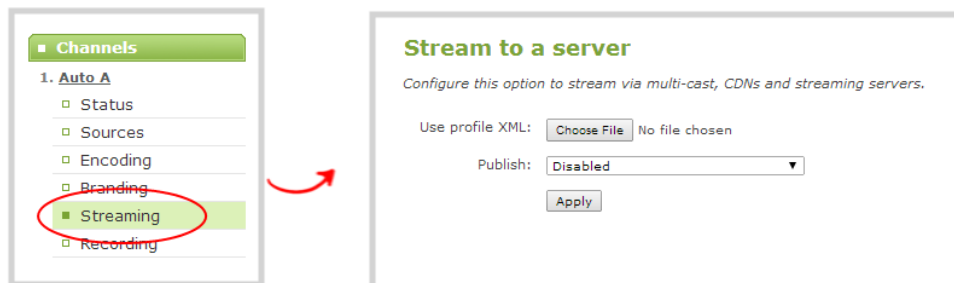 Channels
1. Auto A
Status
Sources
Encoding
Branding
Streaming
Recording
Stream to a server
Configure this option to stream via multi-cast, CDNs and streaming servers.
Use profile XML: Choose File No file chosen
Publish: Disabled
Apply